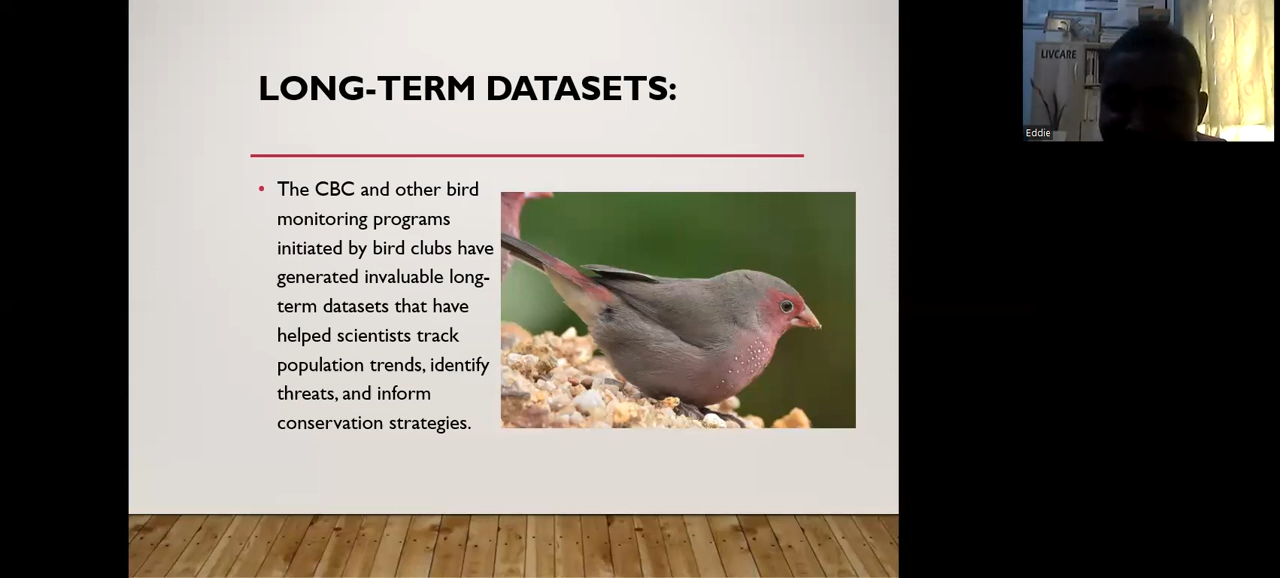 LONG-TERM DATASETS:
• The CBC and other bird
monitoring programs
initiated by bird clubs have
generated invaluable long-
term datasets that have
helped scientists track
population trends, identify
threats, and inform
conservation strategies.
LIVCARE
Eddie